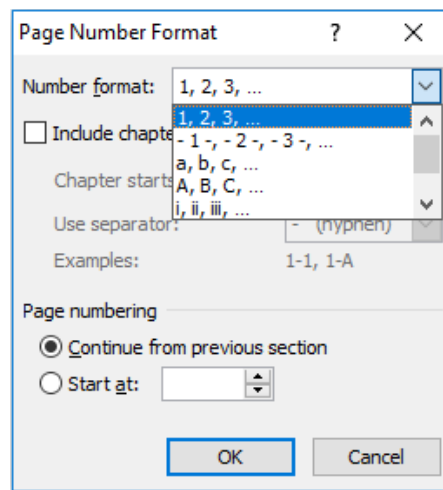 Page Number Format ? ×
Number format: 1, 2, 3, ...
1, 2, 3, ...
Include chapte
- 1 -, - 2 -, - 3 -, ...
a, b, c, ...
Chapter starts
A, B, C, ...
i, ii, iii, ...
Use separator: - (hyphen)
Examples: 1-1, 1-A
Page numbering
Continue from previous section
Start at:
OK Cancel